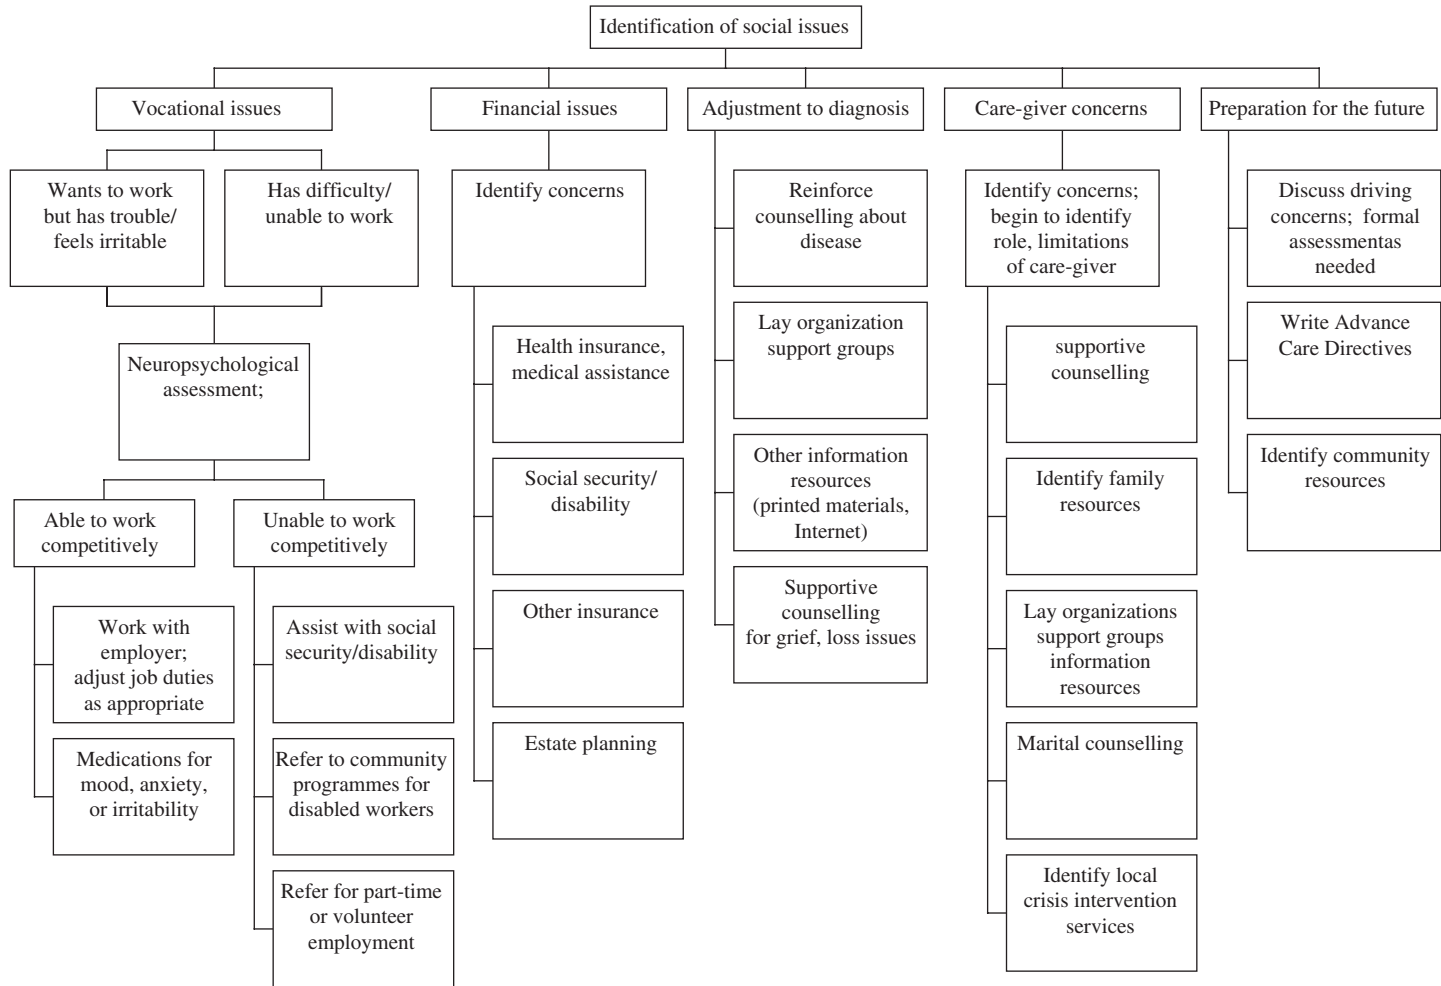 Identification of social issues
Vocational issues
Financial issues
Adjustment to diagnosis
Care-giver concerns
Preparation for the future
Wants to work
but has trouble/
feels irritable
Has difficulty/
unable to work
Identify concerns
Reinforce
counselling about
disease
Identify concerns;
begin to identify
role, limitations
of care-giver
Discuss driving
concerns; formal
assessmentas
needed
Neuropsychological
assessment;
Health insurance,
medical assistance
Lay organization
support groups
supportive
counselling
Write Advance
Care Directives
Able to work
competitively
Unable to work
competitively
Social security/
disability
Other information
resources
(printed materials,
Internet)
Identify family
resources
Identify community
resources
Work with
employer;
adjust job duties
as appropriate
Assist with social
security/disability
Other insurance
Supportive
counselling
for grief, loss issues
Lay organizations
support groups
information
resources
Medications for
mood, anxiety,
or irritability
Refer to community
programmes for
disabled workers
Estate planning
Marital counselling
Refer for part-time
or volunteer
employment
Identify local
crisis intervention
services